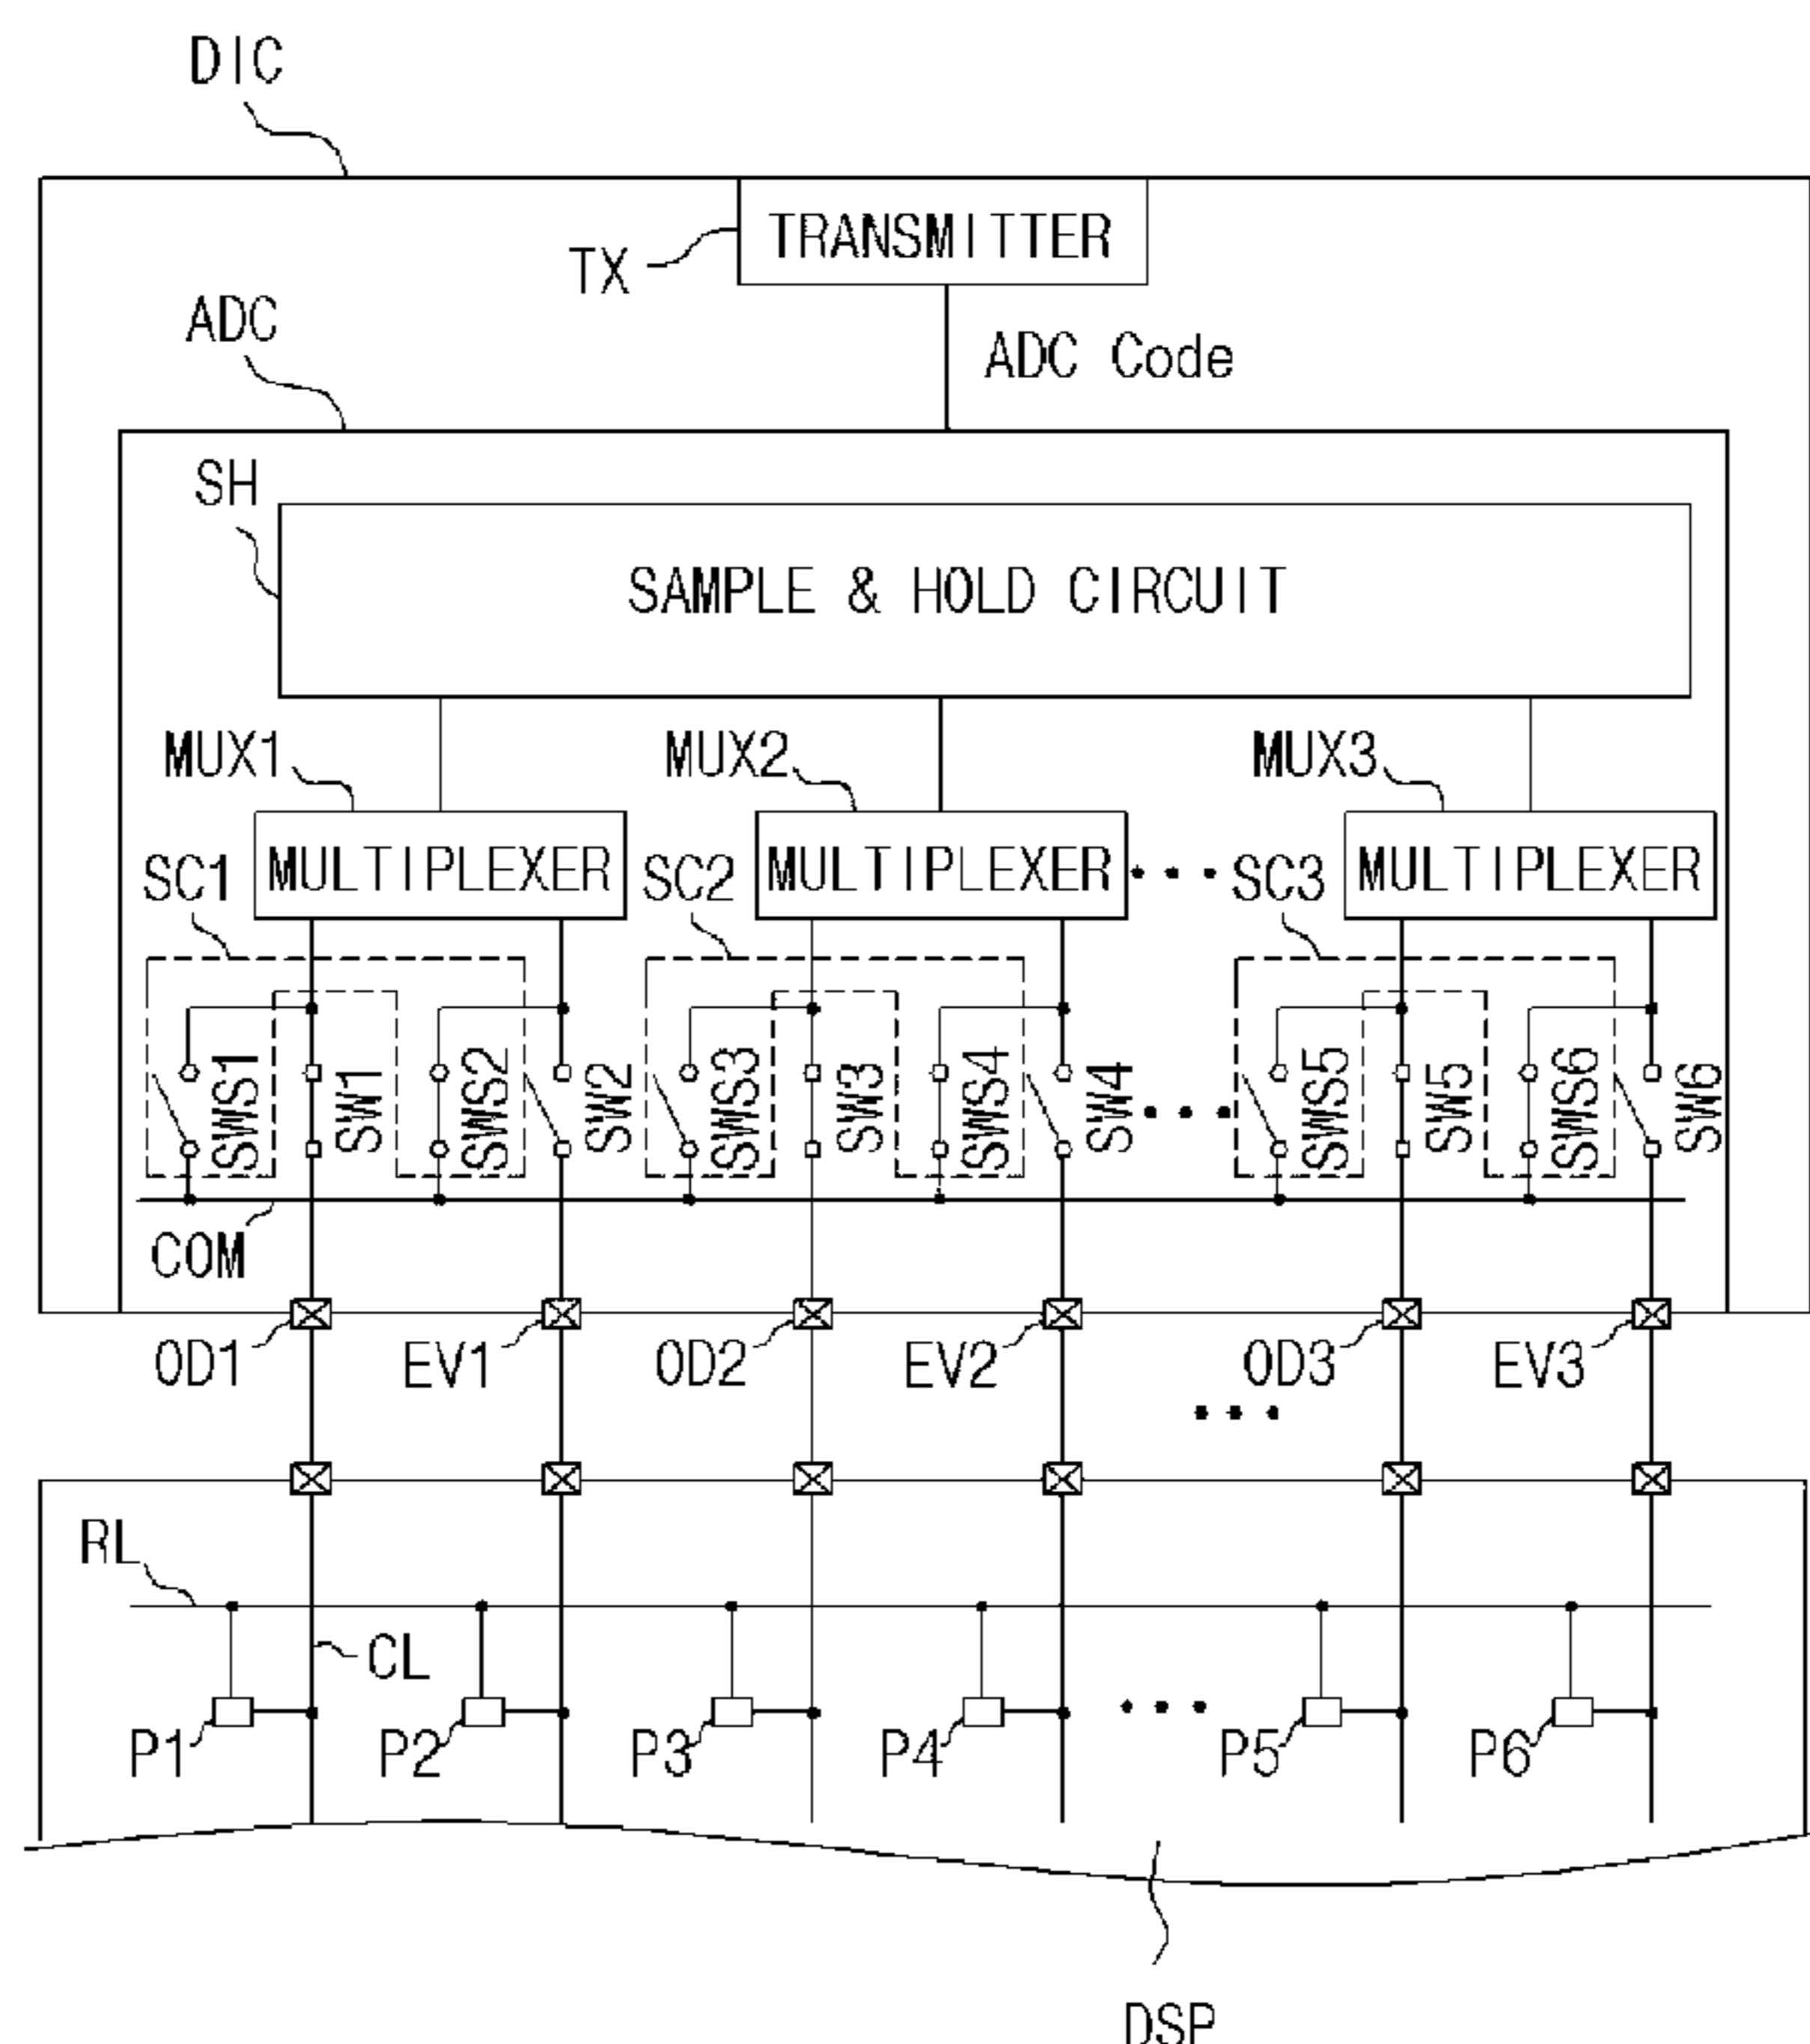 DIC
TRANSMITTER
TX
ADC
ADC Code
SH
SAMPLE & HOLD CIRCUIT
MUX1
MUX2
MUX3
SC1
MULTIPLEXER
SC2
MULTIPLEXER
SC3
MULTIPLEXER
SWS1
SW1
SWS2
SW2
SWS3
SW3
SWS4
SW4
SWS5
SW5
SWS6
SW6
COM
OD1
EV1
OD2
EV2
OD3
EV3
RL
CL
P1
P2
P3
P4
P5
P6
DSP